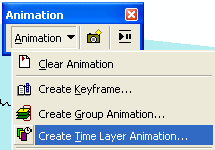 Animation
Animation
Clear Animation
Create Keyframe...
Create Group Animation...
Create Time Layer Animation...